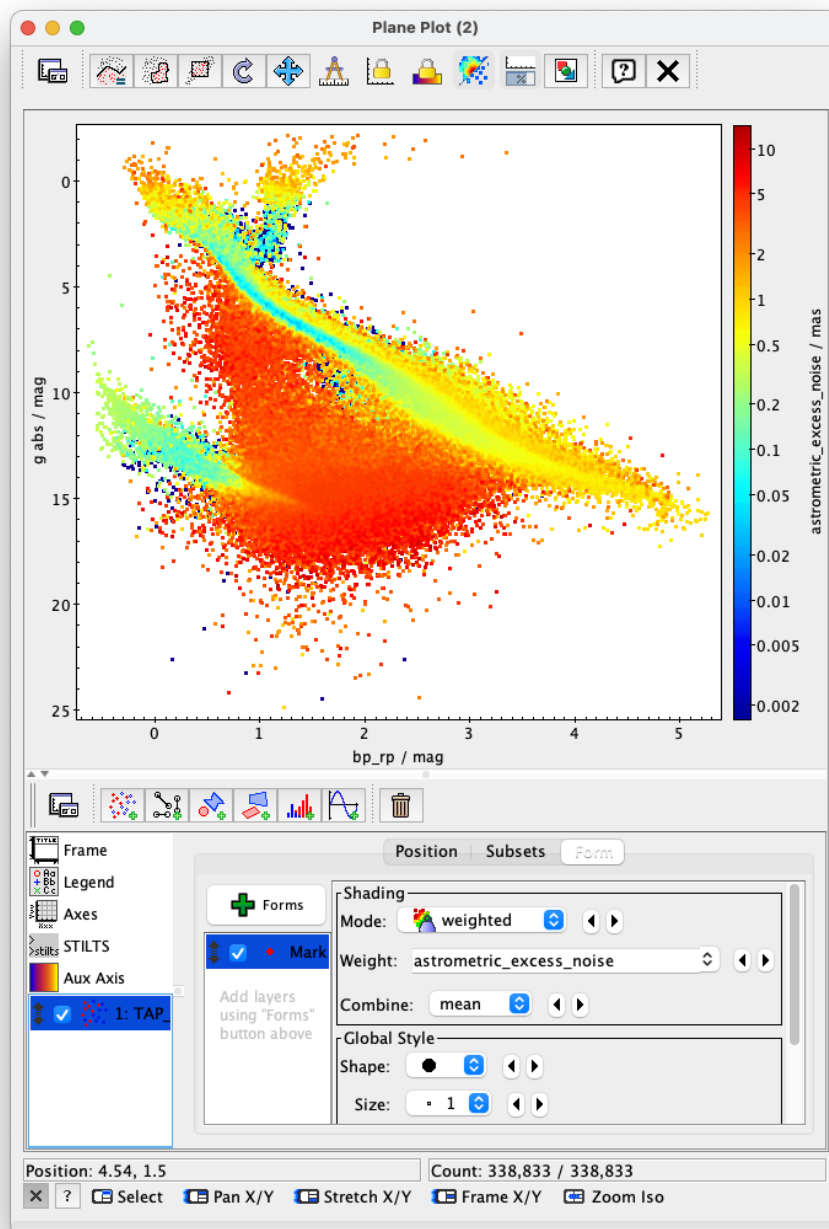 Plane Plot (2)
0
5
10
15
20
25
g abs / mag
0
1
2
3
4
5
bp_rp / mag
10
5
2
1
0.5
0.2
0.1
0.05
0.02
0.01
0.005
0.002
astrometric_excess_noise / mas
Frame
Legend
Axes
STILTS
Aux Axis
1: TAP_
Position
Subsets
Form
Forms
Mark
Add layers
using "Forms"
button above
Shading
Mode: weighted
Weight: astrometric_excess_noise
Combine: mean
Global Style
Shape:
Size: 1
Position: 4.54, 1.5
Count: 338,833 / 338,833
Select
Pan X/Y
Stretch X/Y
Frame X/Y
Zoom Iso